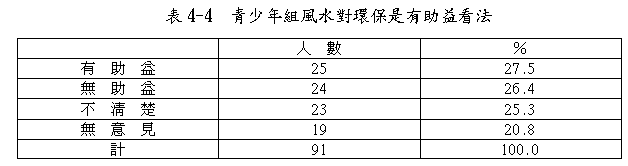 表 4-4 青少年組風水對環保是有助益看法
人 數 %
有 助 益 25 27.5
無 助 益 24 26.4
不 清 楚 23 25.3
無 意 見 19 20.8
計 91 100.0